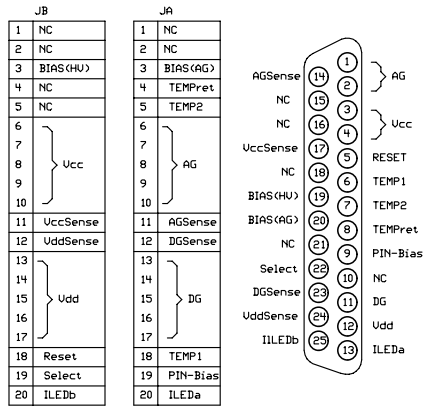 JB JA
1 NC 1 NC
2 NC 2 NC
3 BIAS(HV) 3 BIAS(AG)
4 NC 4 TEMPret
5 NC 5 TEMP2
6 6
7 7
8 Vcc 8 AG
9 9
10 10
11 VccSense 11 AGSense
12 VddSense 12 DGSense
13 13
14 14
15 Vdd 15 DG
16 16
17 17
18 Reset 18 TEMP1
19 Select 19 PIN-Bias
20 ILEDb 20 ILEDa
1
AGSense 14 AG
2
NC 15
3
NC 16 Vcc
4
VccSense 17
5 RESET
NC 18
6 TEMP1
BIAS(HV) 19
7 TEMP2
BIAS(AG) 20
8 TEMPret
NC 21
9 PIN-Bias
Select 22
10 NC
DGSense 23
11 DG
VddSense 24
12 Vdd
IlLEDb 25
13 ILEDa